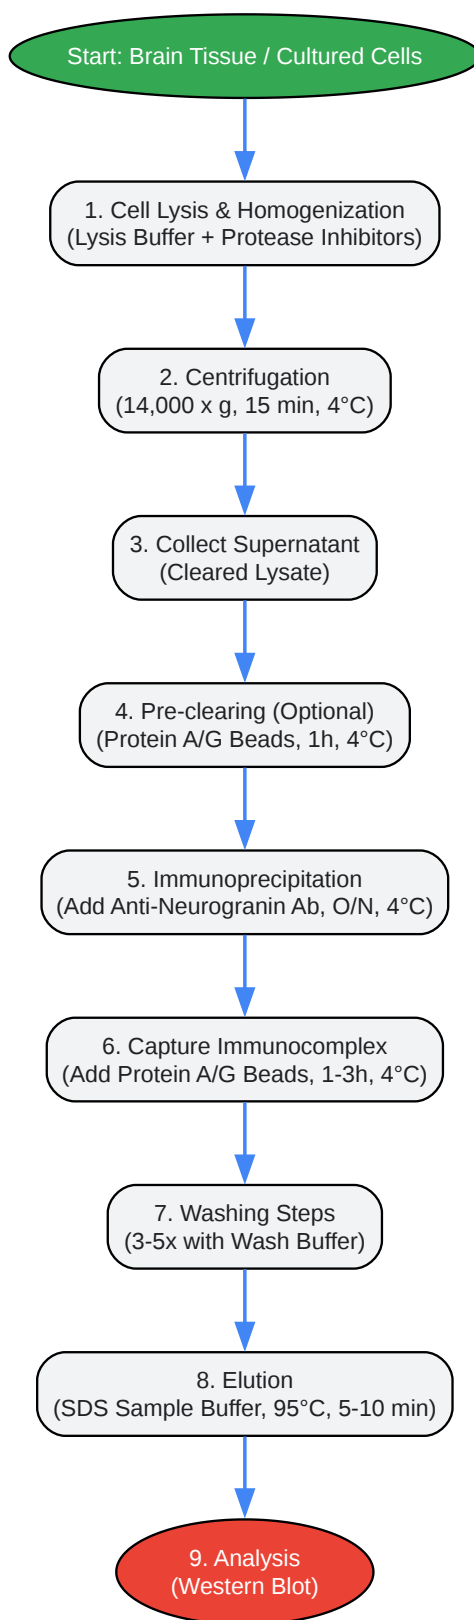 Start: Brain Tissue / Cultured Cells
1. Cell Lysis & Homogenization
(Lysis Buffer + Protease Inhibitors)
2. Centrifugation
(14,000 x g, 15 min, 4°C)
3. Collect Supernatant
(Cleared Lysate)
4. Pre-clearing (Optional)
(Protein A/G Beads, 1h, 4°C)
5. Immunoprecipitation
(Add Anti-Neurogranin Ab, O/N, 4°C)
6. Capture Immunocomplex
(Add Protein A/G Beads, 1-3h, 4°C)
7. Washing Steps
(3-5x with Wash Buffer)
8. Elution
(SDS Sample Buffer, 95°C, 5-10 min)
9. Analysis
(Western Blot)